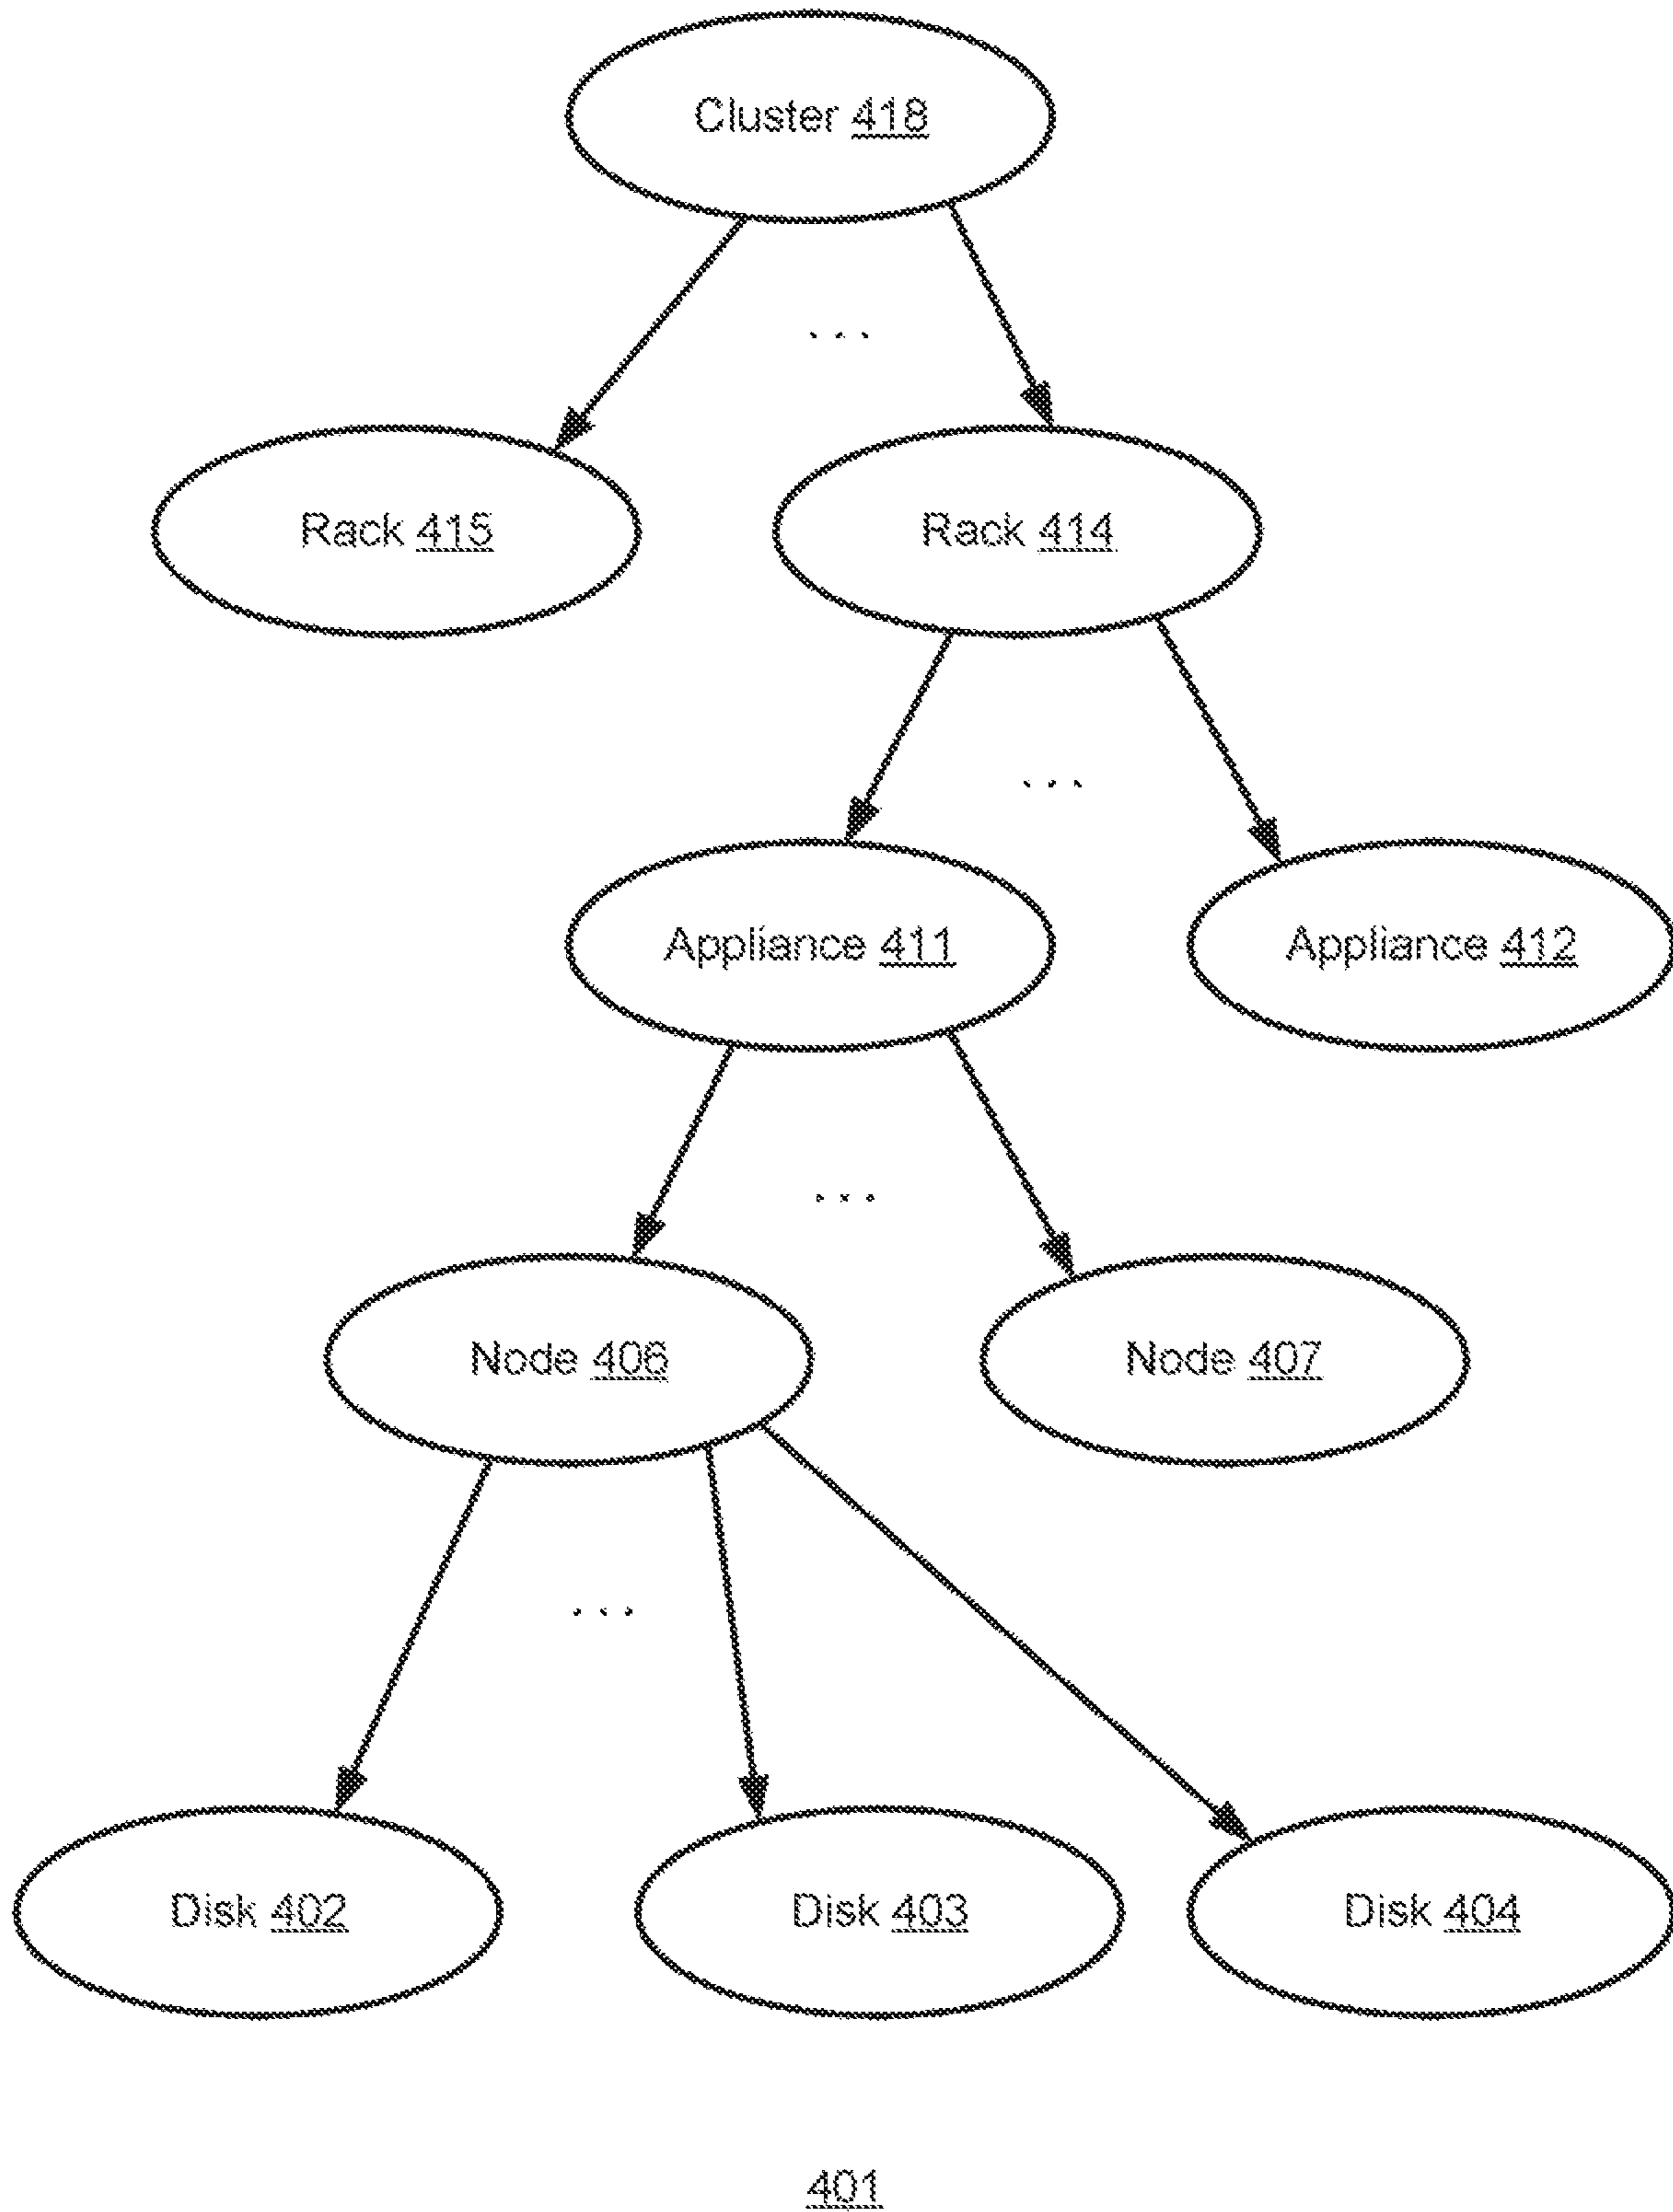 Cluster 418
...
Rack 415
Rack 414
...
Appliance 411
Appliance 412
...
Node 406
Node 407
...
Disk 402
Disk 403
Disk 404
401